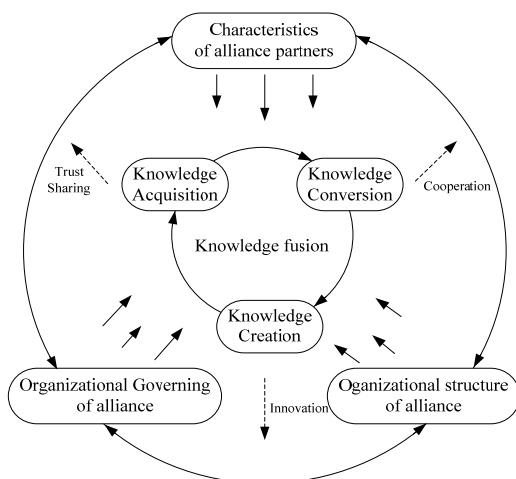 Characteristics
of alliance partners
Trust
Sharing
Knowledge
Acquisition
Knowledge
Conversion
Cooperation
Knowledge fusion
Knowledge
Creation
Organizational Governing
of alliance
Innovation
Oganizational structure
of alliance